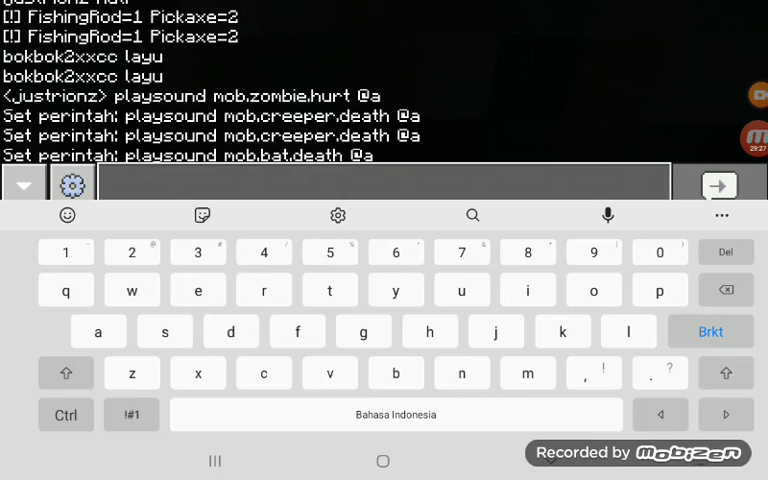 [!] FishingRod=1 Pickaxe=2
[!] FishingRod=1 Pickaxe=2
bokbok2xxcc layu
bokbok2xxcc layu
<.justrionz> playsound mob.zombie.hurt @a
Set perintah: playsound mob.creeper.death @a
Set perintah: playsound mob.creeper.death @a
Set perintah: playsound mob.bat.death @a
29:27
1 2 3 4 5 6 7 8 9 0 Del
q w e r t y u i o p
a s d f g h j k l Brkt
z x c v b n m , ! . ?
Ctrl !#1 Bahasa Indonesia
Recorded by mobizen